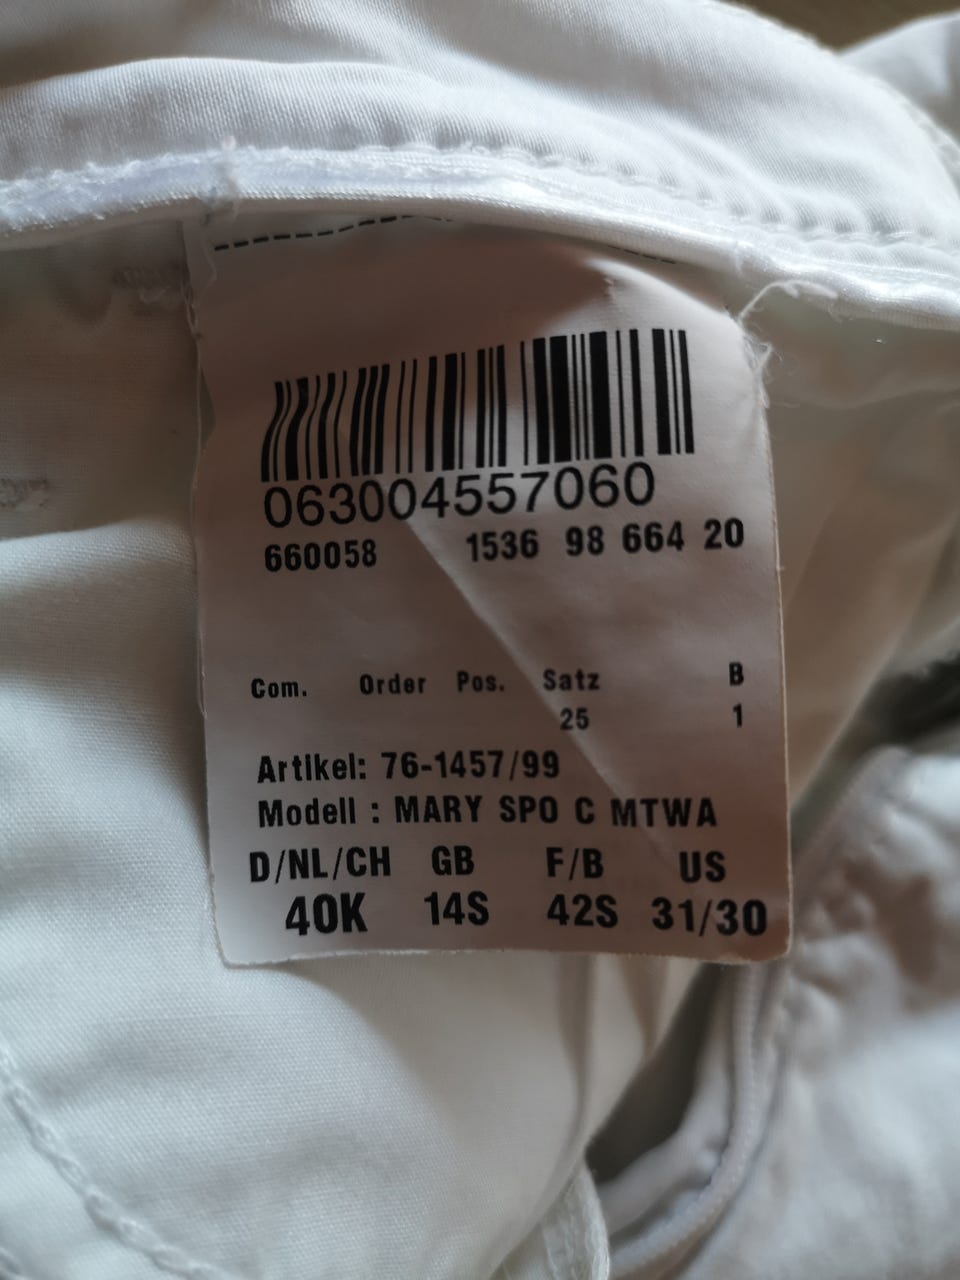 063004557060
660058 1536 98 664 20
Com. Order Pos. Satz B
25 1
Artikel: 76-1457/99
Modell : MARY SPO C MTWA
D/NL/CH GB F/B US
40K 14S 42S 31/30